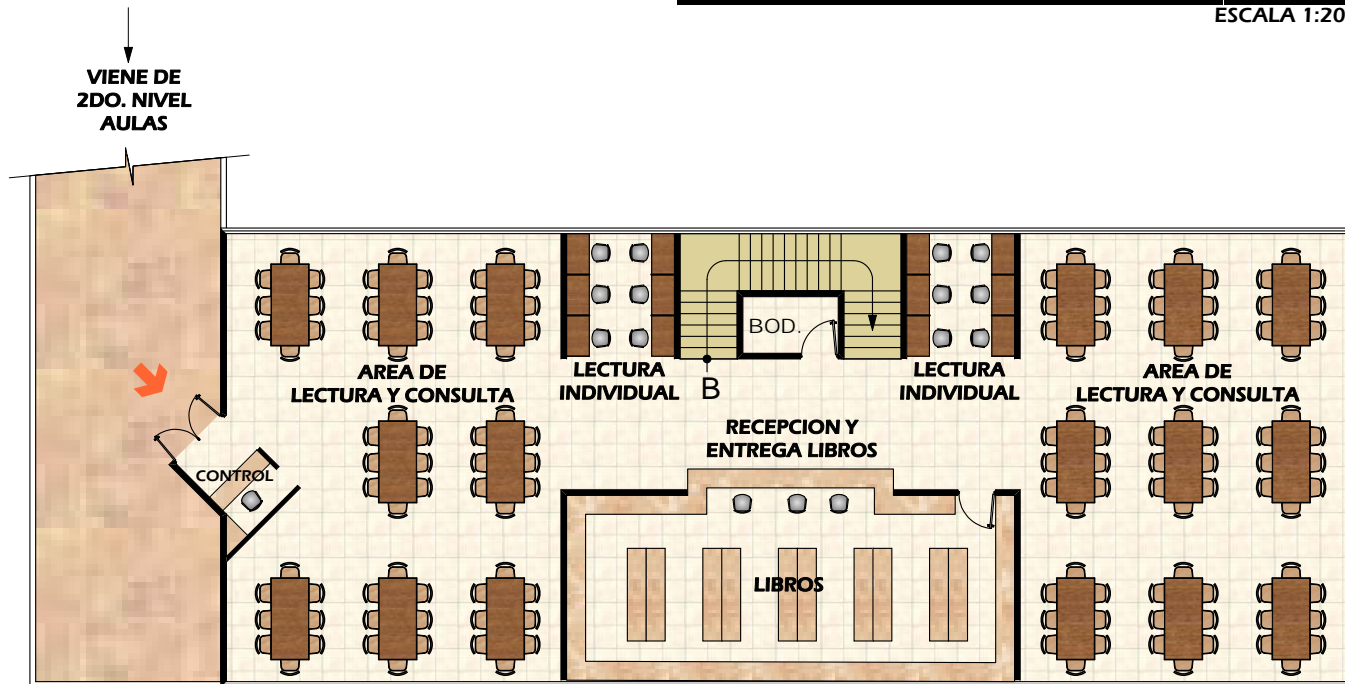 ESCALA 1:20
VIENE DE
2DO. NIVEL
AULAS
BOD.
AREA DE
LECTURA Y CONSULTA
LECTURA
INDIVIDUAL
B
LECTURA
INDIVIDUAL
AREA DE
LECTURA Y CONSULTA
RECEPCION Y
ENTREGA LIBROS
CONTROL
LIBROS